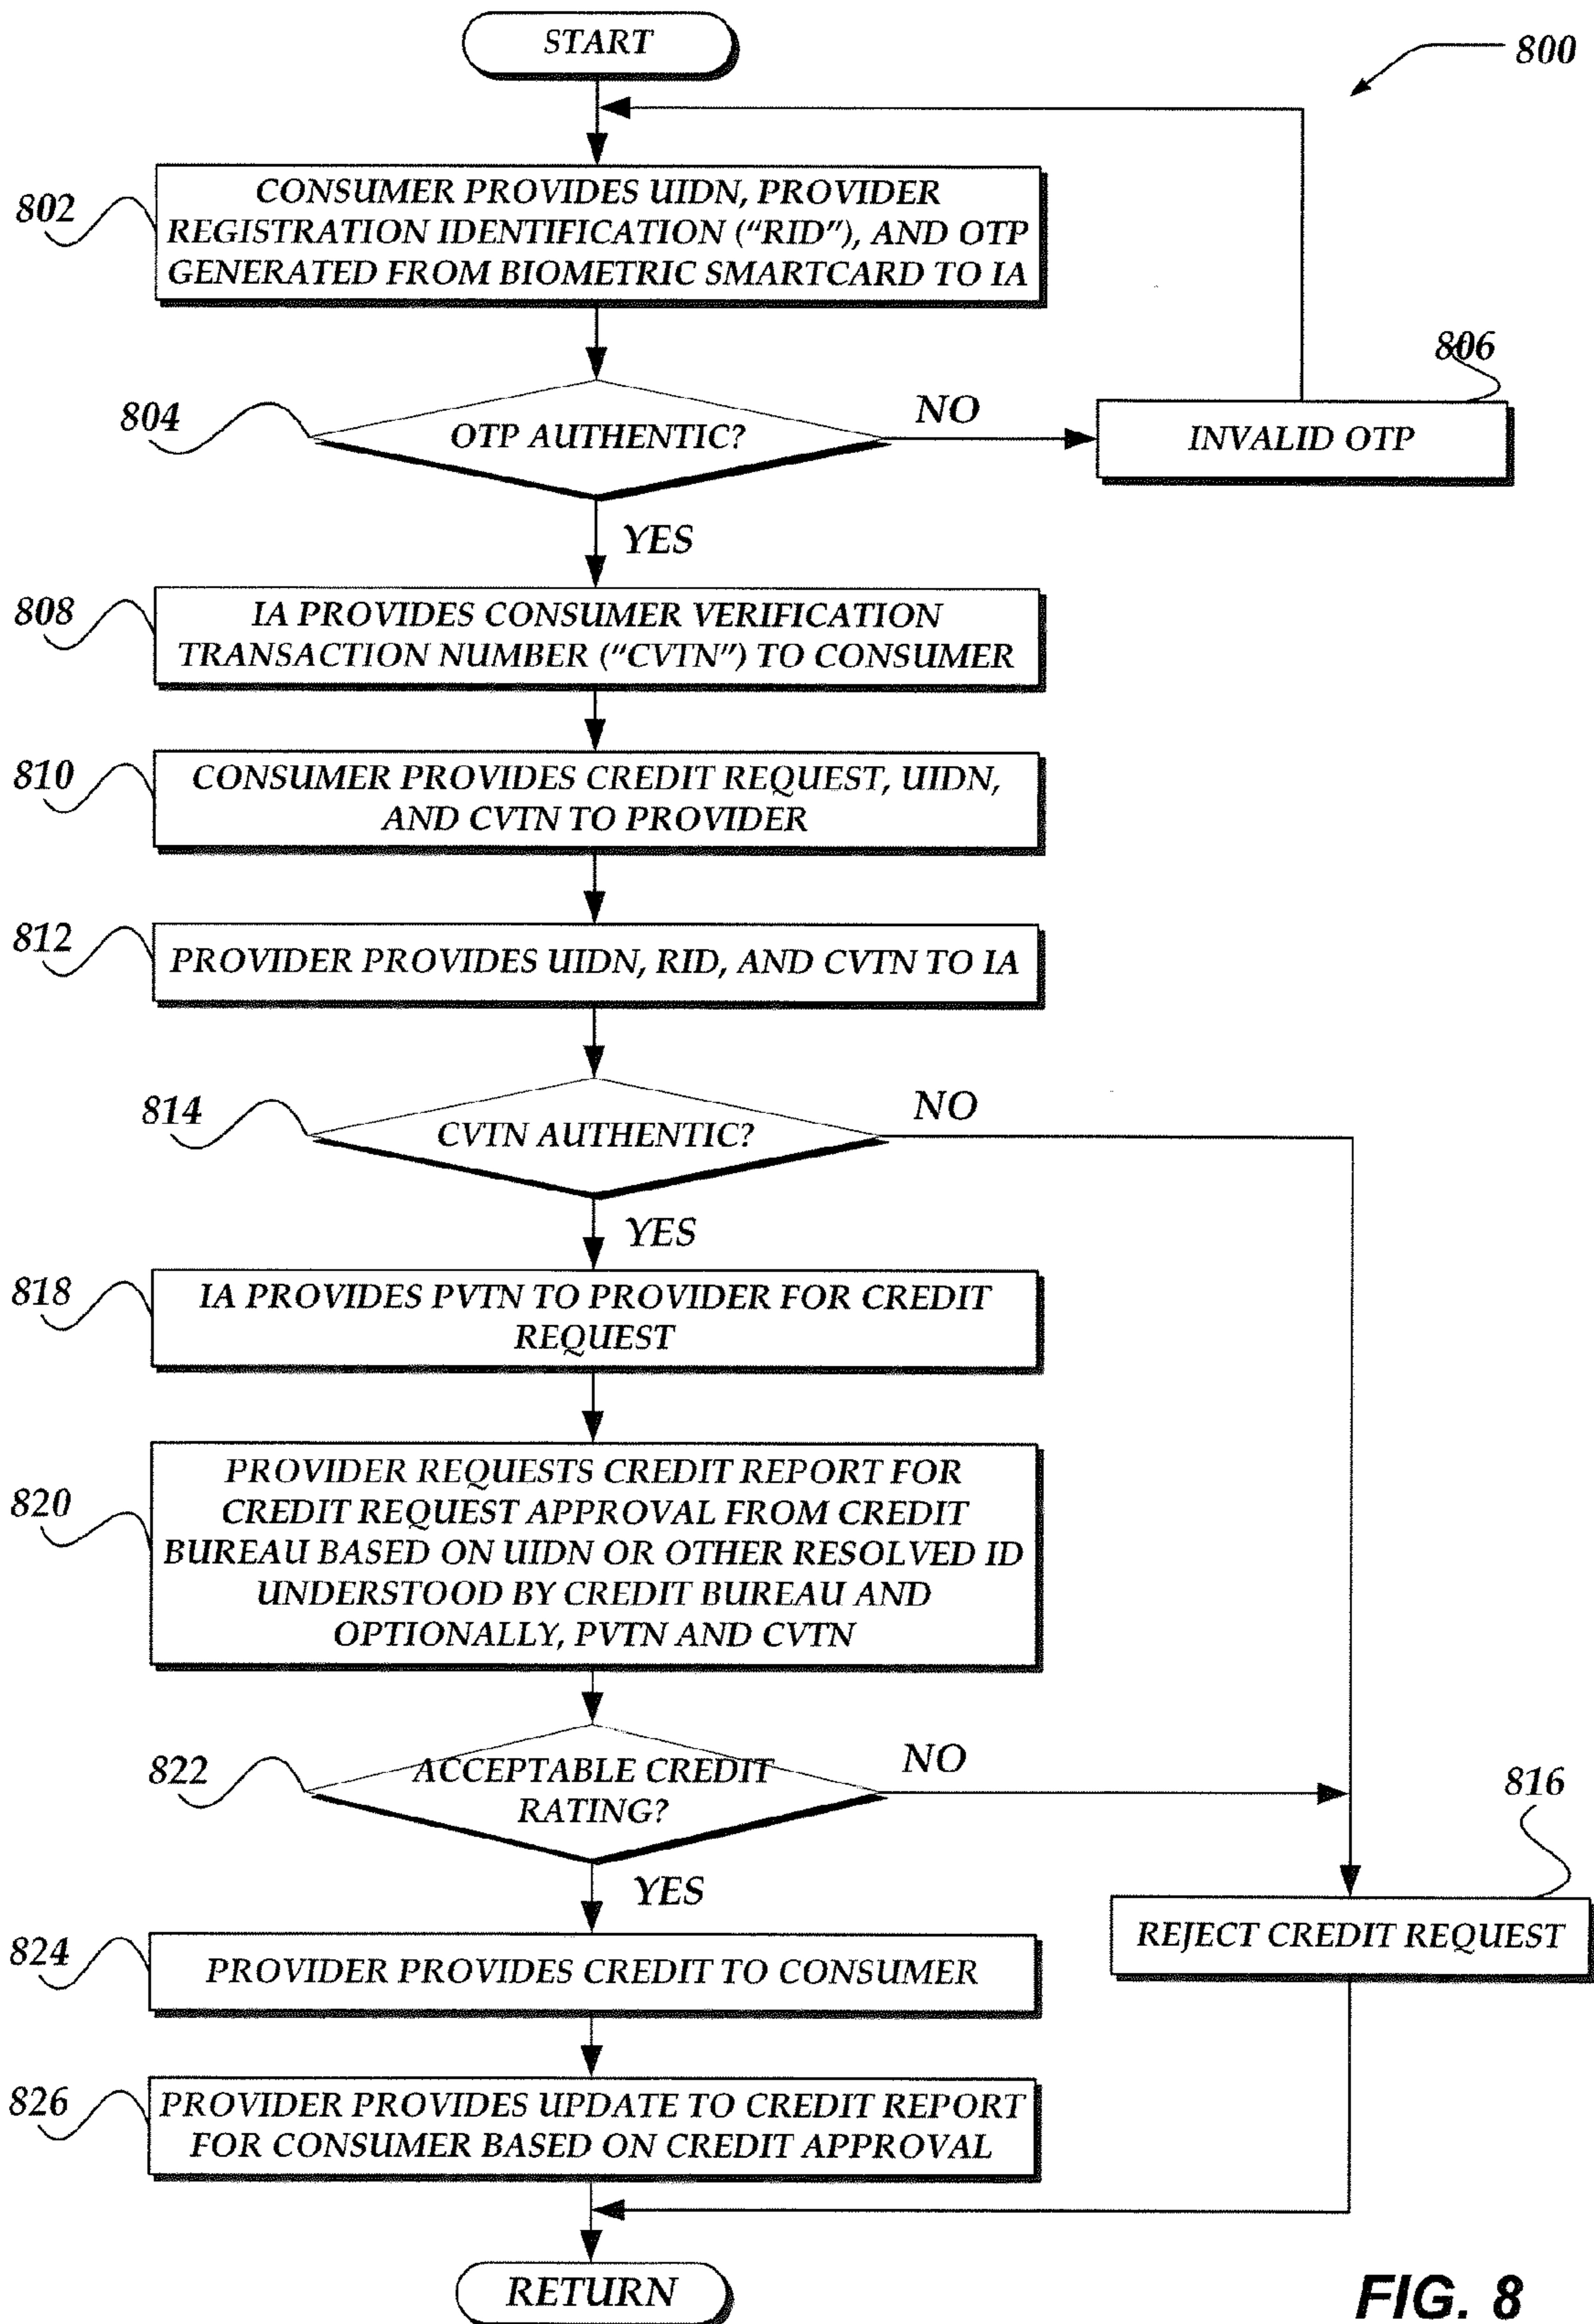 START
800
802
CONSUMER PROVIDES UIDN, PROVIDER
REGISTRATION IDENTIFICATION (“RID”), AND OTP
GENERATED FROM BIOMETRIC SMARTCARD TO IA
804
OTP AUTHENTIC?
NO
806
INVALID OTP
YES
808
IA PROVIDES CONSUMER VERIFICATION
TRANSACTION NUMBER (“CVTN”) TO CONSUMER
810
CONSUMER PROVIDES CREDIT REQUEST, UIDN,
AND CVTN TO PROVIDER
812
PROVIDER PROVIDES UIDN, RID, AND CVTN TO IA
814
CVTN AUTHENTIC?
NO
YES
818
IA PROVIDES PVTN TO PROVIDER FOR CREDIT
REQUEST
820
PROVIDER REQUESTS CREDIT REPORT FOR
CREDIT REQUEST APPROVAL FROM CREDIT
BUREAU BASED ON UIDN OR OTHER RESOLVED ID
UNDERSTOOD BY CREDIT BUREAU AND
OPTIONALLY, PVTN AND CVTN
822
ACCEPTABLE CREDIT
RATING?
NO
816
REJECT CREDIT REQUEST
YES
824
PROVIDER PROVIDES CREDIT TO CONSUMER
826
PROVIDER PROVIDES UPDATE TO CREDIT REPORT
FOR CONSUMER BASED ON CREDIT APPROVAL
RETURN
FIG. 8